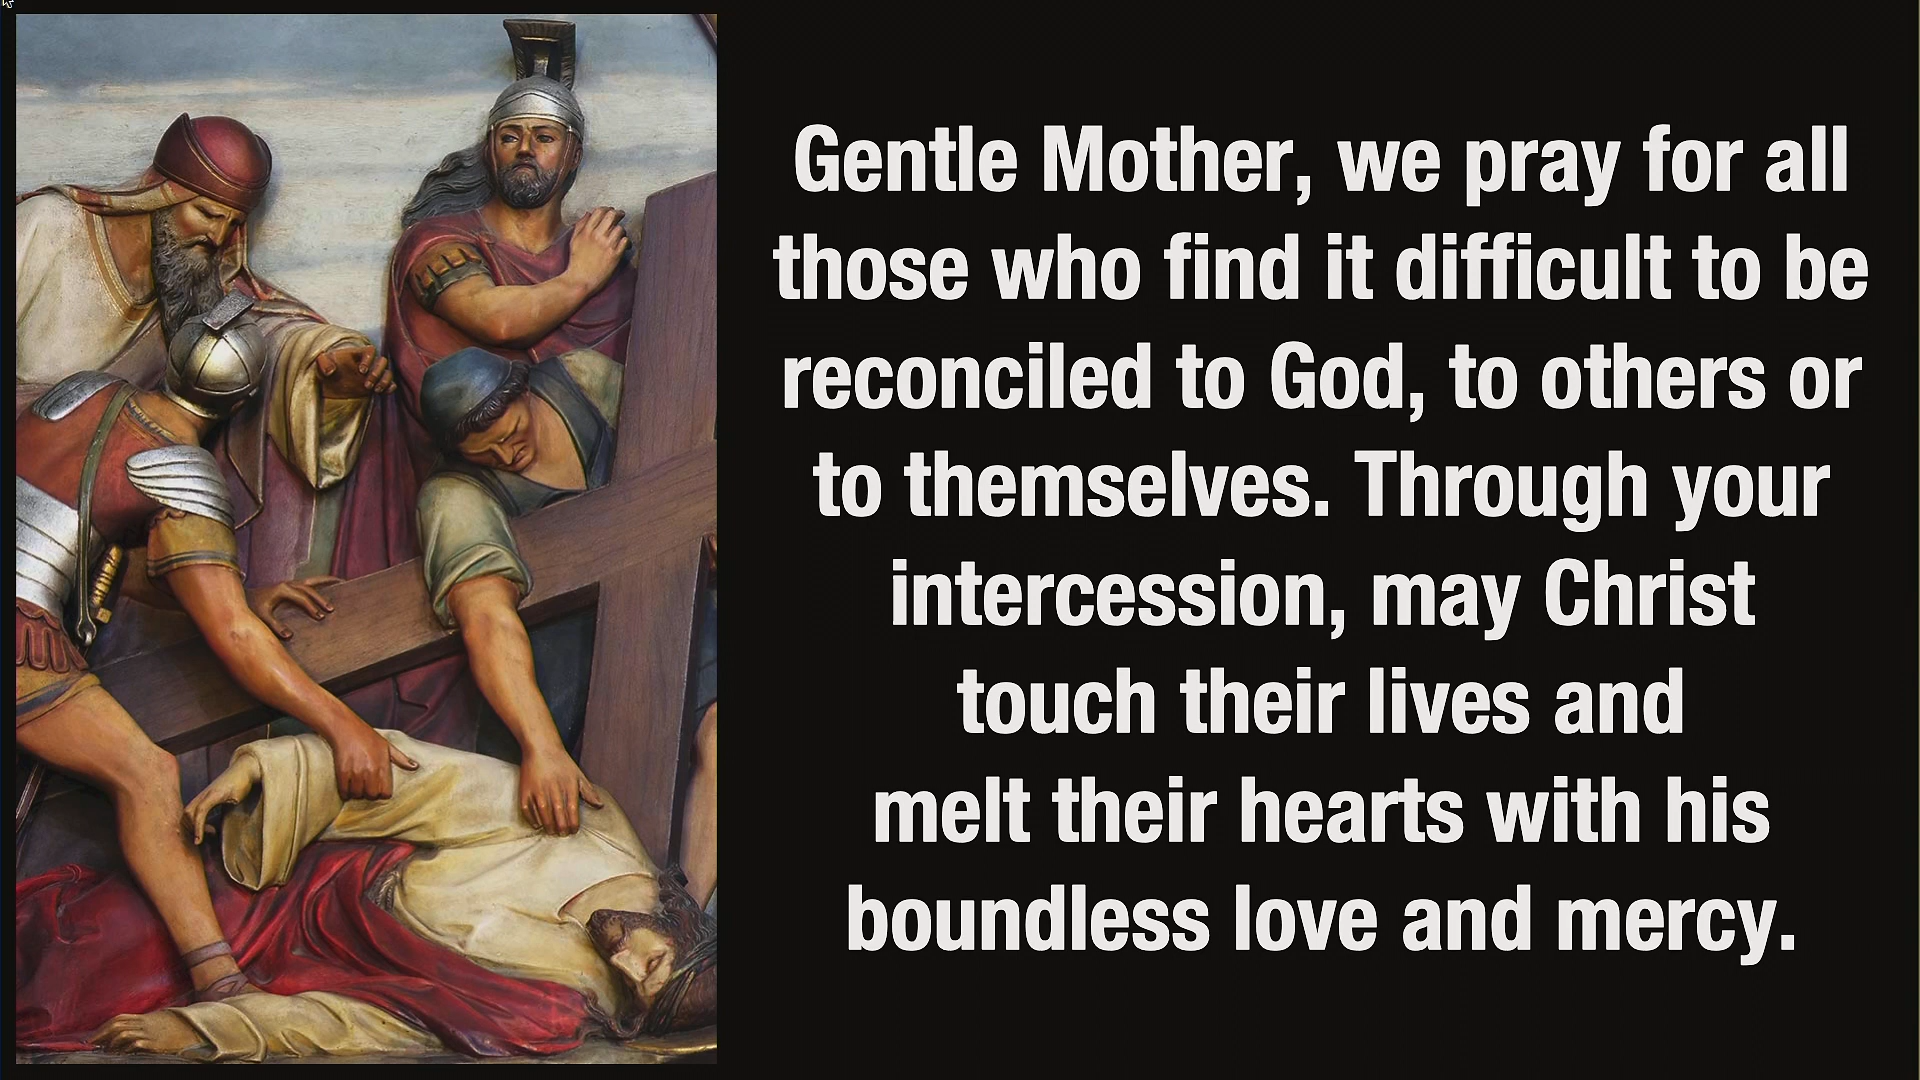 Gentle Mother, we pray for all
those who find it difficult to be
reconciled to God, to others or
to themselves. Through your
intercession, may Christ
touch their lives and
melt their hearts with his
boundless love and mercy.